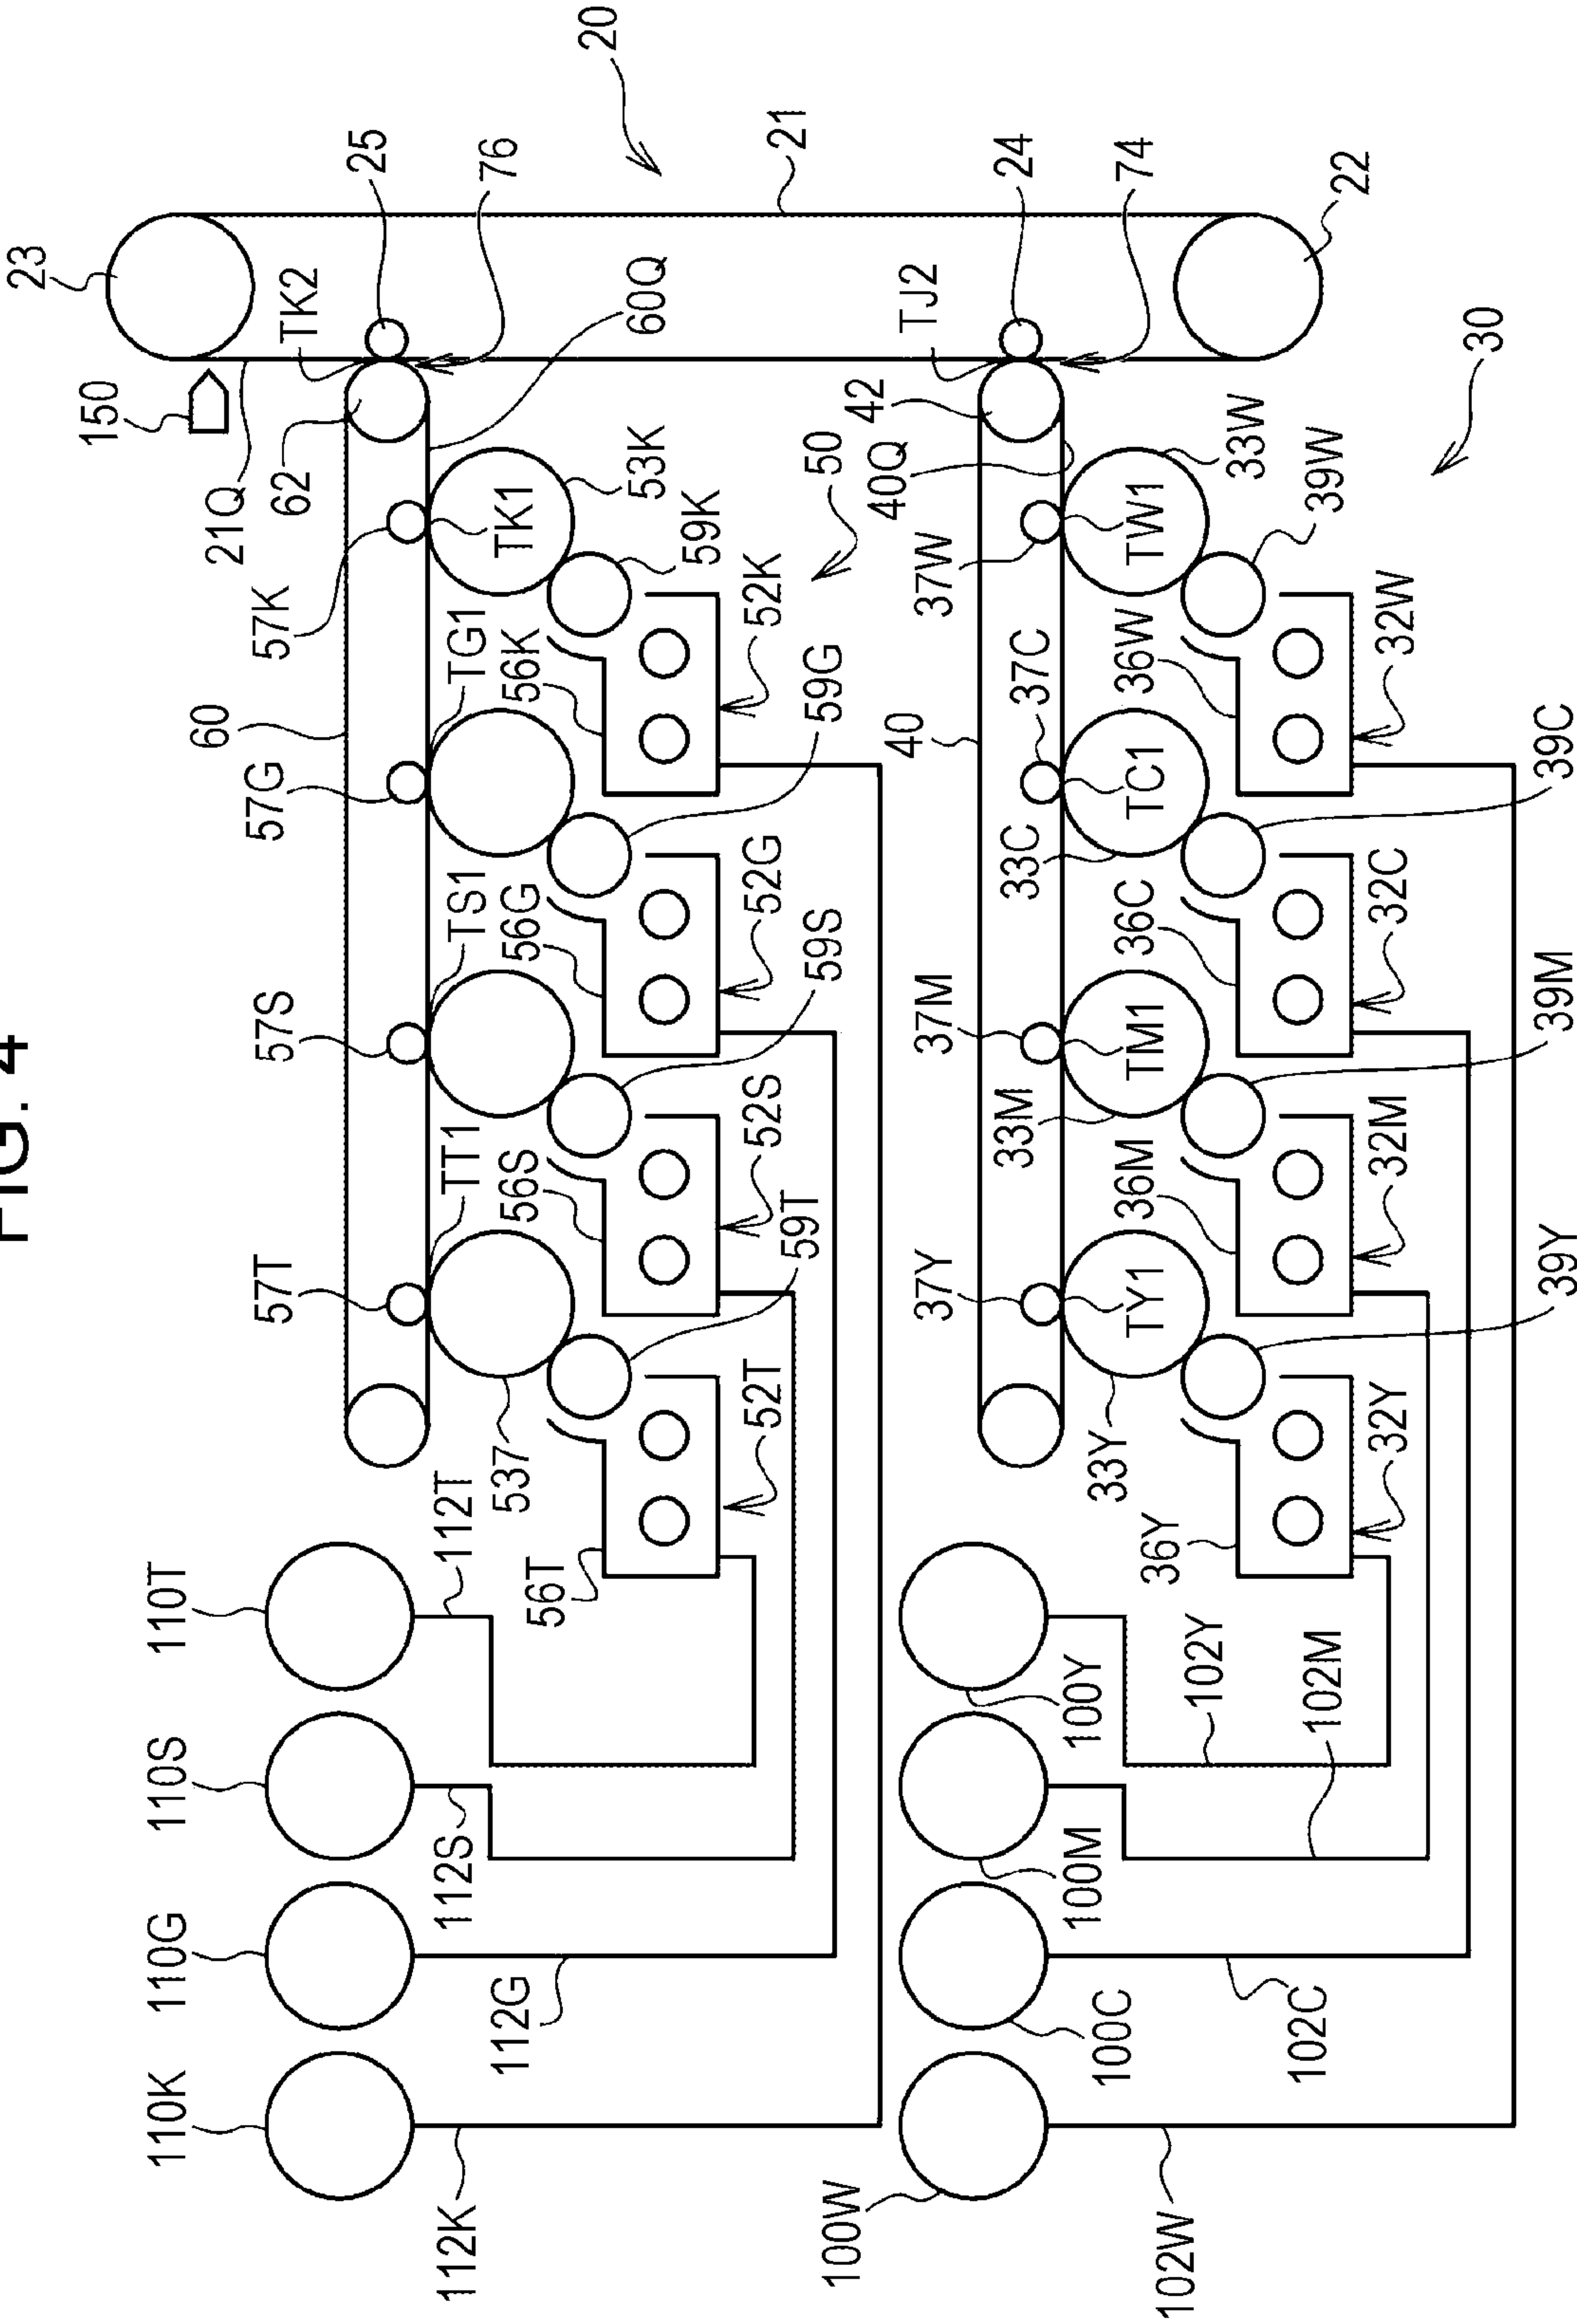 FIG. 4
110K
110G
110S
110T
57T
57S
57G
60
57K
21Q
150
23
62
TK2
25
76
20
112K
112G
112S
112T
537
TT1
TS1
TG1
TK1
53K
60Q
56T
56S
56G
56K
59K
52T
59T
52S
59S
52G
59G
52K
50
21
100W
100C
100M
100Y
37Y
37M
40
37C
37W
40Q
42
TJ2
24
74
22
33Y
33M
33C
TY1
TM1
TC1
TW1
33W
102W
102C
102M
102Y
36Y
36M
36C
36W
39W
32Y
32M
32C
32W
30
39Y
39M
39C